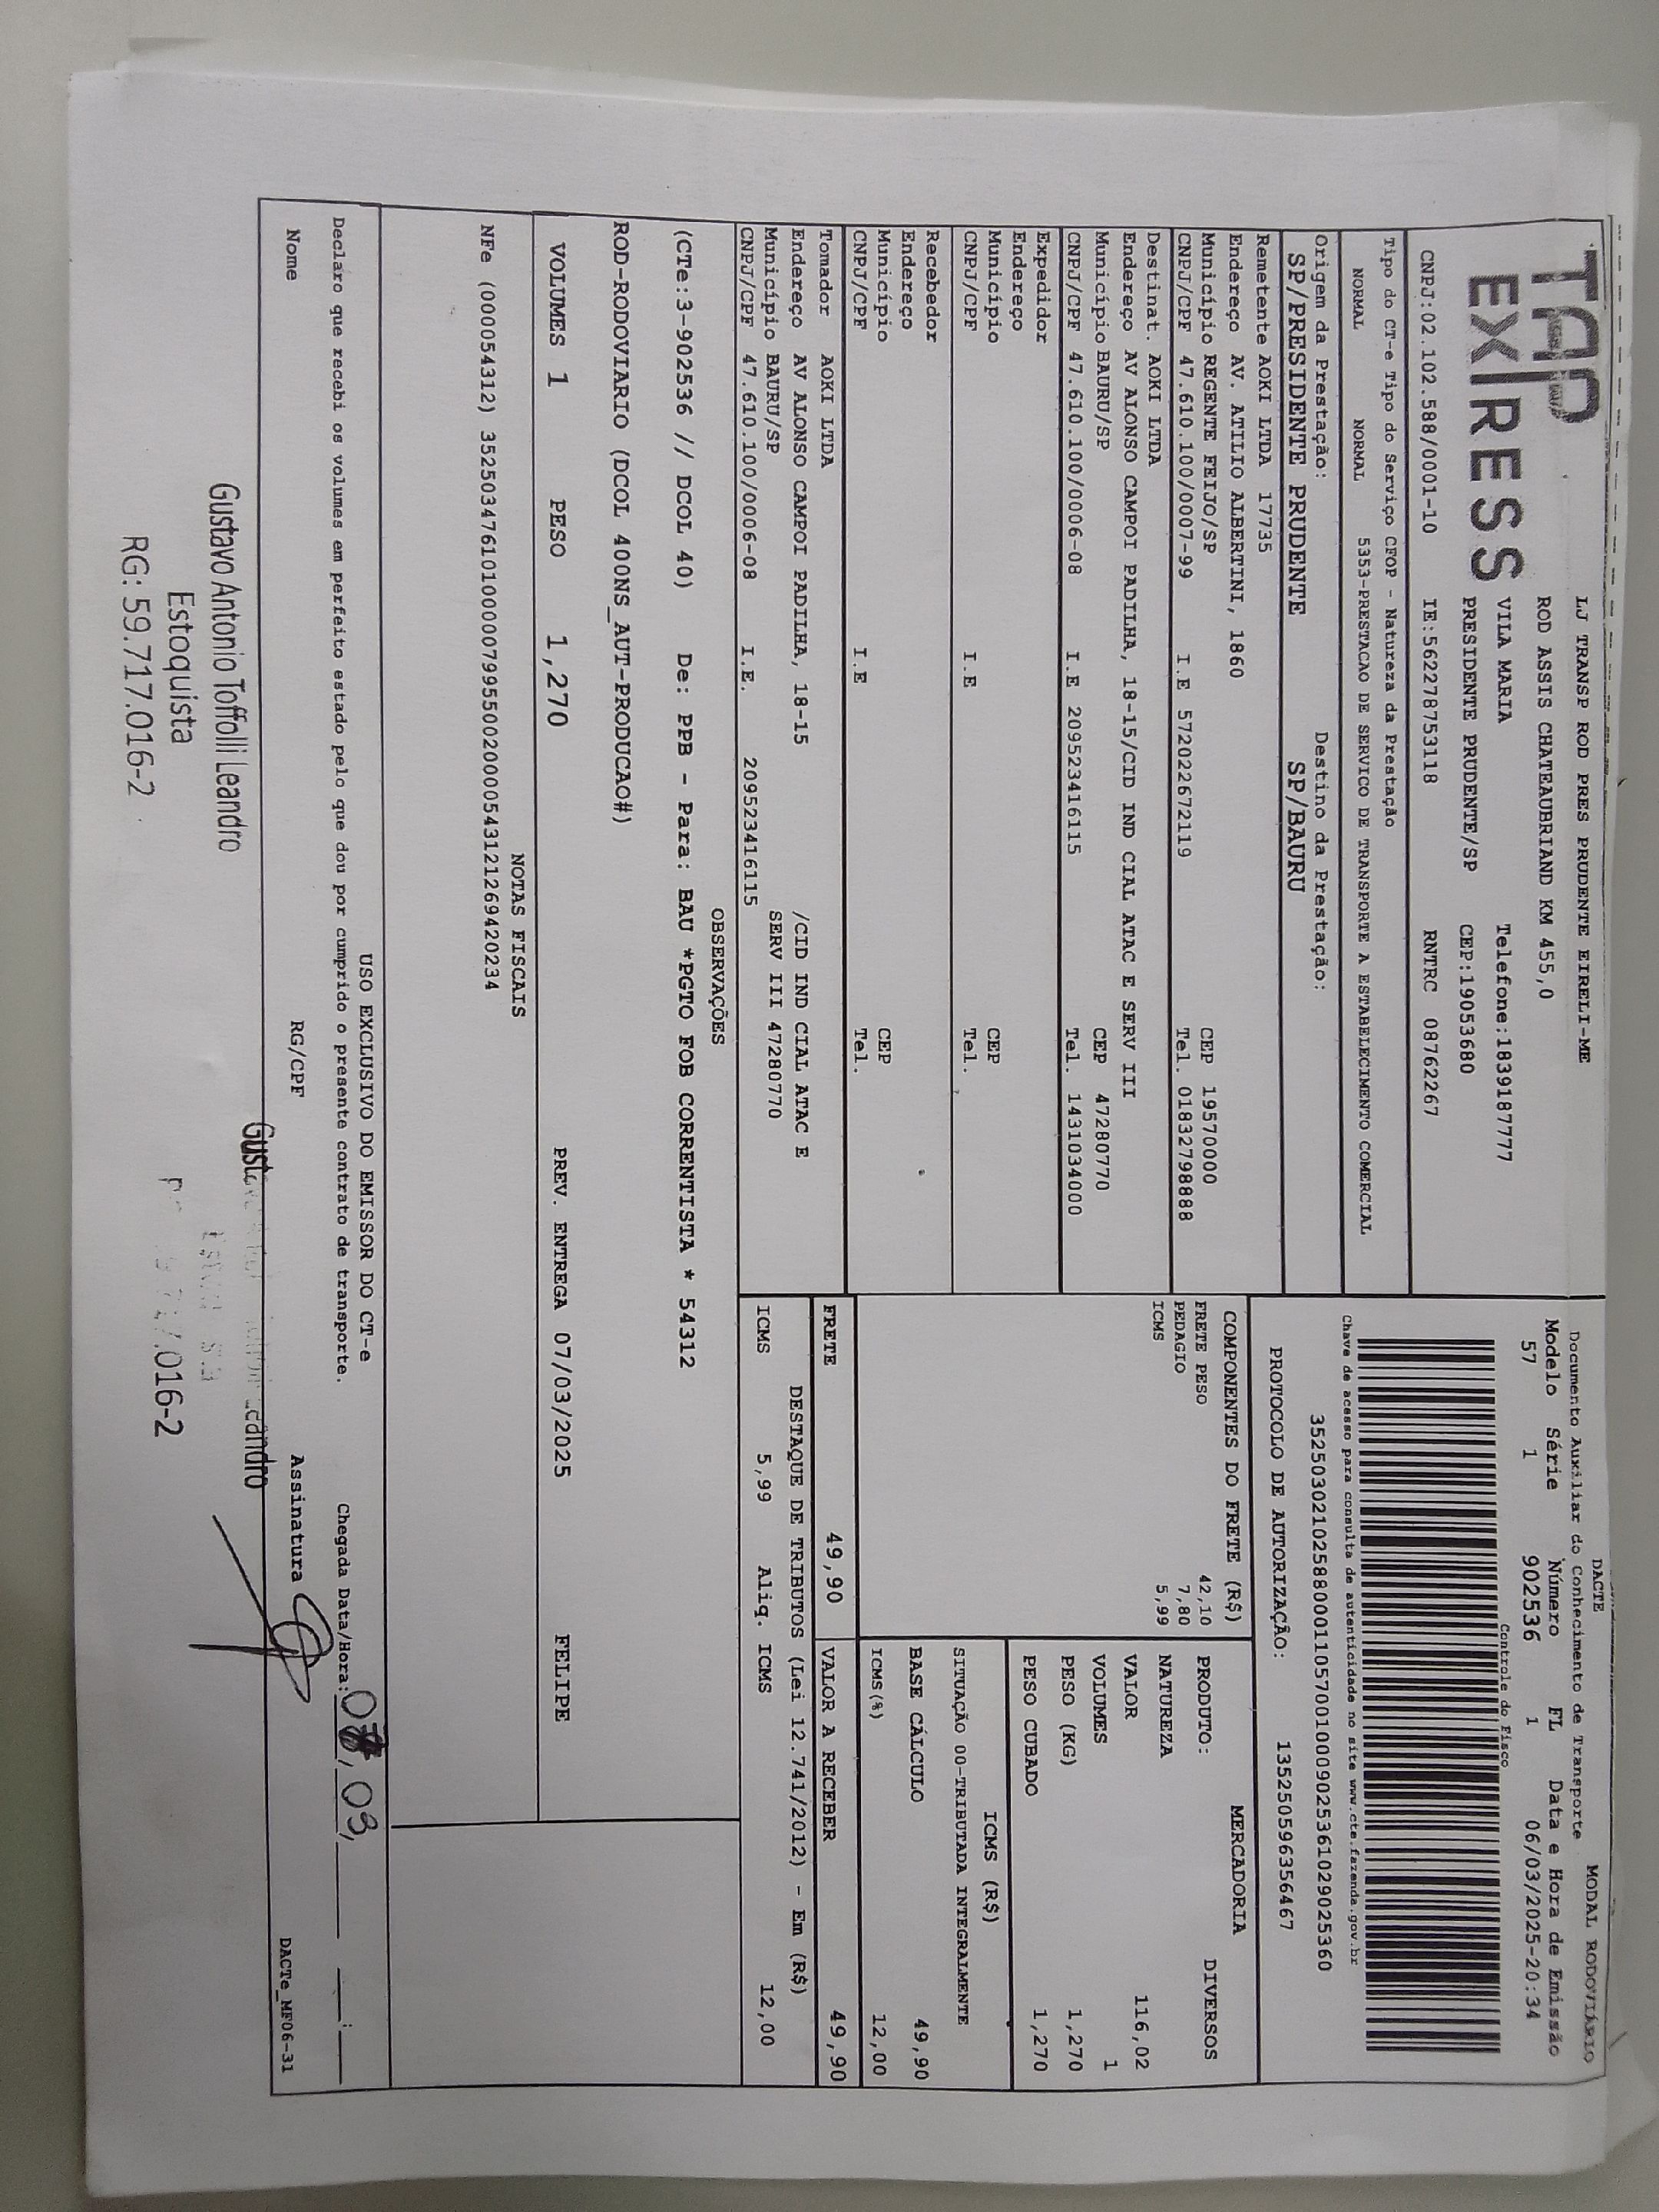 TAP
EXPRESS
LJ TRANSP ROD PRES PRUDENTE EIRELI-ME
ROD ASSIS CHATEAUBRIAND KM 455,0
VILA MARIA Telefone:1839187777
PRESIDENTE PRUDENTE/SP CEP:19053680
CNPJ:02.102.588/0001-10 IE:562278753118 RNTRC 08762267
Tipo do CT-e Tipo do Serviço CFOP - Natureza da Prestação
NORMAL NORMAL 5353-PRESTACAO DE SERVICO DE TRANSPORTE A ESTABELECIMENTO COMERCIAL
Origem da Prestação: Destino da Prestação:
SP/PRESIDENTE PRUDENTE SP/BAURU
DACTE MODAL RODOVIÁRIO
Documento Auxiliar do Conhecimento de Transporte
Modelo Série Número FL Data e Hora de Emissão
57 1 902536 1 06/03/2025-20:34
Controle do Fisco
Chave de acesso para consulta de autenticidade no site www.cte.fazenda.gov.br
35250302102588000110570010009025361029025360
PROTOCOLO DE AUTORIZAÇÃO: 135250596356467
Remetente AOKI LTDA 17735
Endereço AV. ATILIO ALBERTINI, 1860
Município REGENTE FEIJO/SP CEP 19570000
CNPJ/CPF 47.610.100/0007-99 I.E 572022672119 Tel. 01832798888
Destinat. AOKI LTDA
Endereço AV ALONSO CAMPOI PADILHA, 18-15/CID IND CIAL ATAC E SERV III
Município BAURU/SP CEP 47280770
CNPJ/CPF 47.610.100/0006-08 I.E 209523416115 Tel. 1431034000
Expedidor
Endereço
Município CEP
CNPJ/CPF I.E Tel.
Recebedor
Endereço
Município CEP
CNPJ/CPF I.E Tel.
Tomador AOKI LTDA
Endereço AV ALONSO CAMPOI PADILHA, 18-15 /CID IND CIAL ATAC E
Município BAURU/SP SERV III 47280770
CNPJ/CPF 47.610.100/0006-08 I.E. 209523416115
COMPONENTES DO FRETE (R$)
FRETE PESO 42,10
PEDAGIO 7,80
ICMS 5,99
MERCADORIA
PRODUTO: DIVERSOS
NATUREZA
VALOR 116,02
VOLUMES 1
PESO (KG) 1,270
PESO CUBADO 1,270
ICMS (R$)
SITUAÇÃO 00-TRIBUTADA INTEGRALMENTE
BASE CÁLCULO 49,90
ICMS(%) 12,00
FRETE 49,90 VALOR A RECEBER 49,90
DESTAQUE DE TRIBUTOS (Lei 12.741/2012) - Em (R$)
ICMS 5,99 Aliq. ICMS 12,00
OBSERVAÇÕES
(CTe:3-902536 // DCOL 40) De: PPB - Para: BAU *PGTO FOB CORRENTISTA * 54312
ROD-RODOVIARIO (DCOL 400NS_AUT-PRODUCAO#)
VOLUMES 1 PESO 1,270 PREV. ENTREGA 07/03/2025 FELIPE
NOTAS FISCAIS
NFe (000054312) 35250347610100000799550020000543121269420234
USO EXCLUSIVO DO EMISSOR DO CT-e
Declaro que recebi os volumes em perfeito estado pelo que dou por cumprido o presente contrato de transporte. Chegada Data/Hora:
Nome RG/CPF Assinatura DACTe_MF06-31
Gustavo Antonio Toffolli Leandro
Estoquista
RG: 59.717.016-2